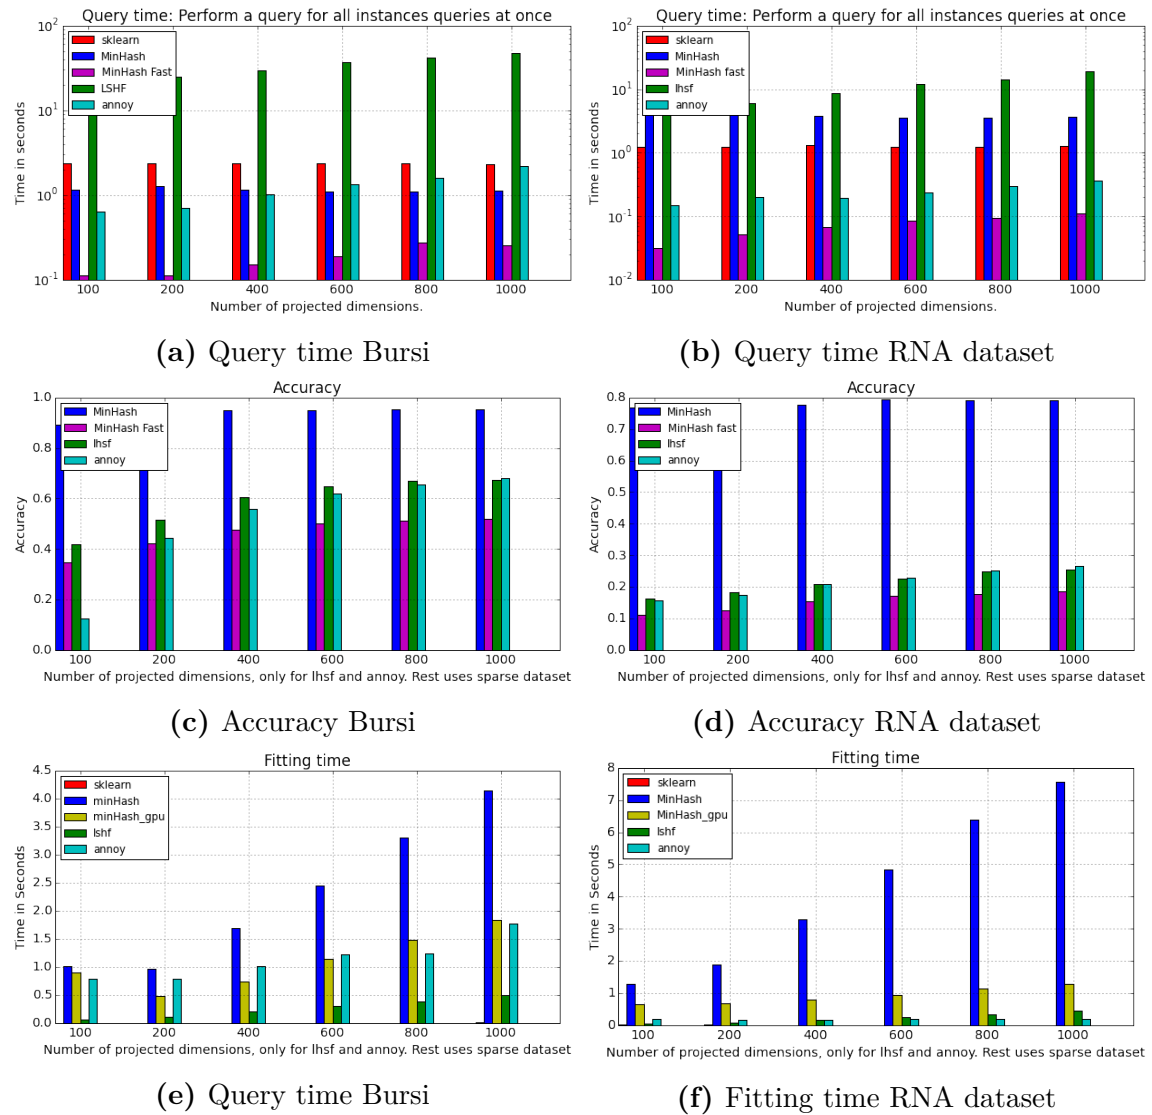 Query time: Perform a query for all instances queries at once
10²
10¹
10⁰
10⁻¹
Time in seconds
sklearn
MinHash
MinHash Fast
LSHF
annoy
100 200 400 600 800 1000
Number of projected dimensions.
(a) Query time Bursi
Query time: Perform a query for all instances queries at once
10²
10¹
10⁰
10⁻¹
10⁻²
Time in seconds
sklearn
MinHash
MinHash fast
lhsf
annoy
100 200 400 600 800 1000
Number of projected dimensions.
(b) Query time RNA dataset
Accuracy
1.0
0.8
0.6
0.4
0.2
0.0
Accuracy
MinHash
MinHash Fast
lhsf
annoy
100 200 400 600 800 1000
Number of projected dimensions, only for lhsf and annoy. Rest uses sparse dataset
(c) Accuracy Bursi
Accuracy
0.8
0.7
0.6
0.5
0.4
0.3
0.2
0.1
0.0
Accuracy
MinHash
MinHash fast
lhsf
annoy
100 200 400 600 800 1000
Number of projected dimensions, only for lhsf and annoy. Rest uses sparse dataset
(d) Accuracy RNA dataset
Fitting time
4.5
4.0
3.5
3.0
2.5
2.0
1.5
1.0
0.5
0.0
Time in Seconds
sklearn
minHash
minHash_gpu
lshf
annoy
100 200 400 600 800 1000
Number of projected dimensions, only for lhsf and annoy. Rest uses sparse dataset
(e) Query time Bursi
Fitting time
8
7
6
5
4
3
2
1
0
Time in Seconds
sklearn
MinHash
MinHash_gpu
lshf
annoy
100 200 400 600 800 1000
Number of projected dimensions, only for lhsf and annoy. Rest uses sparse dataset
(f) Fitting time RNA dataset